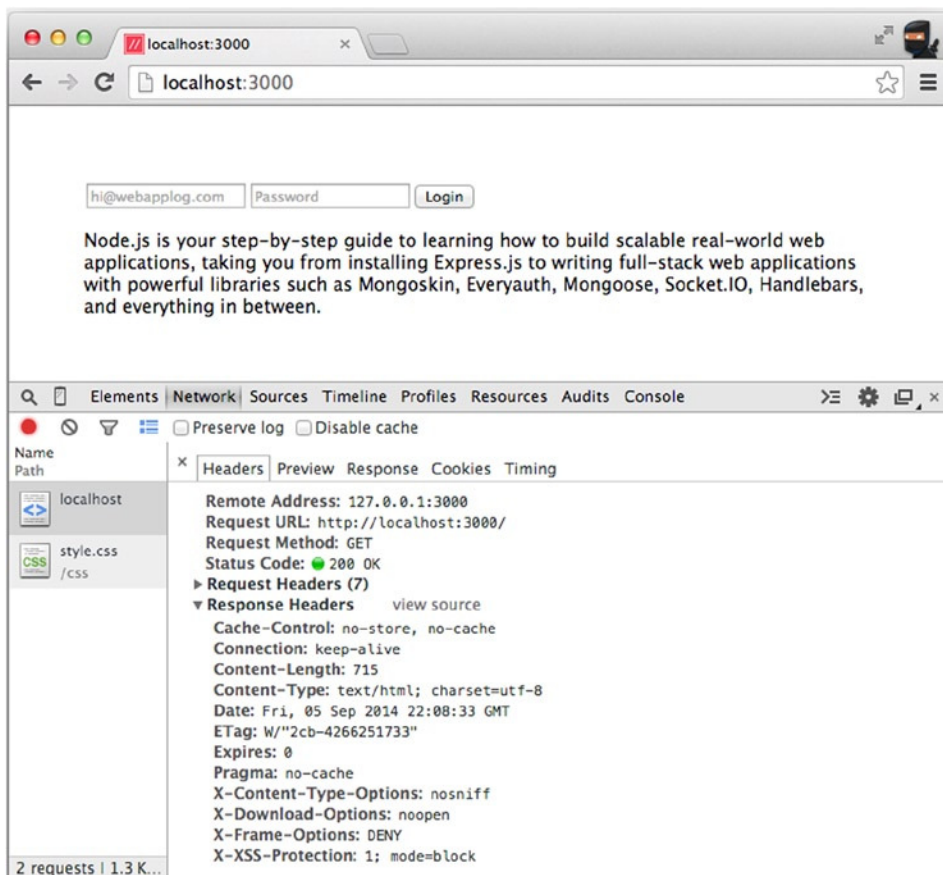 localhost:3000
localhost:3000
hi@webapplog.com Password Login
Node.js is your step-by-step guide to learning how to build scalable real-world web
applications, taking you from installing Express.js to writing full-stack web applications
with powerful libraries such as Mongoskin, Everyauth, Mongoose, Socket.IO, Handlebars,
and everything in between.
Elements Network Sources Timeline Profiles Resources Audits Console
Preserve log Disable cache
Name
Path
Headers Preview Response Cookies Timing
localhost
style.css
/css
Remote Address: 127.0.0.1:3000
Request URL: http://localhost:3000/
Request Method: GET
Status Code: 200 OK
Request Headers (7)
Response Headers view source
Cache-Control: no-store, no-cache
Connection: keep-alive
Content-Length: 715
Content-Type: text/html; charset=utf-8
Date: Fri, 05 Sep 2014 22:08:33 GMT
ETag: W/"2cb-4266251733"
Expires: 0
Pragma: no-cache
X-Content-Type-Options: nosniff
X-Download-Options: noopen
X-Frame-Options: DENY
X-XSS-Protection: 1; mode=block
2 requests | 1.3 K...